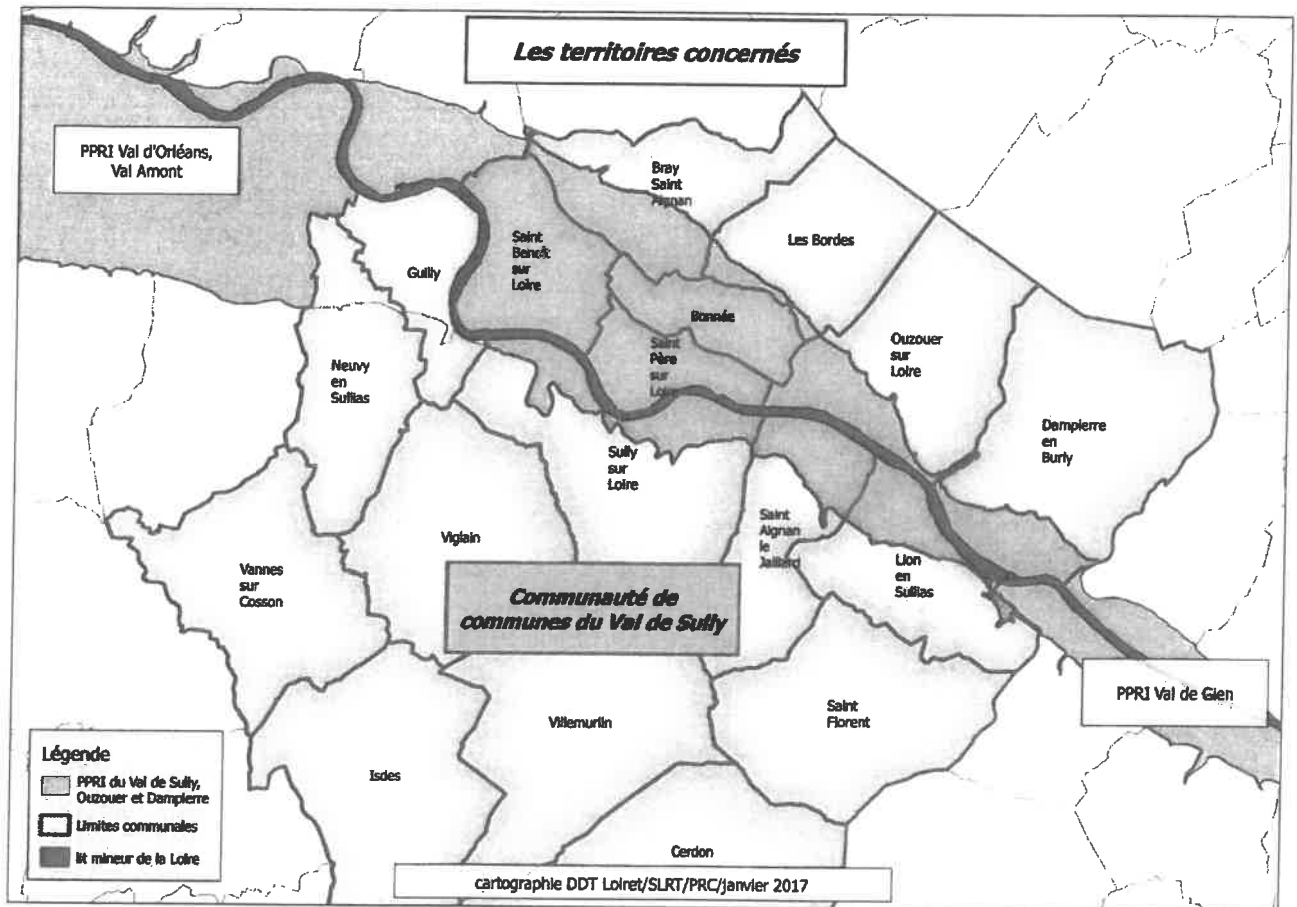 Les territoires concernés
PPRI Val d'Orléans,
Val Amont
Bray
Saint
Aignan
Les Bordes
Saint
Benoît
sur
Loire
Guilly
Bonnée
Ouzouer
sur
Loire
Saint
Père
sur
Loire
Neuvy
en
Sullias
Dampierre
en
Burly
Sully
sur
Loire
Saint
Aignan
le
Jaillard
Viglain
Lion
en
Sullias
Vannes
sur
Cosson
Communauté de
communes du Val de Sully
PPRI Val de Gien
Saint
Florent
Villemurlin
Isdes
Cerdon
Légende
PPRI du Val de Sully,
Ouzouer et Dampierre
Limites communales
lit mineur de la Loire
cartographie DDT Loiret/SLRT/PRC/janvier 2017